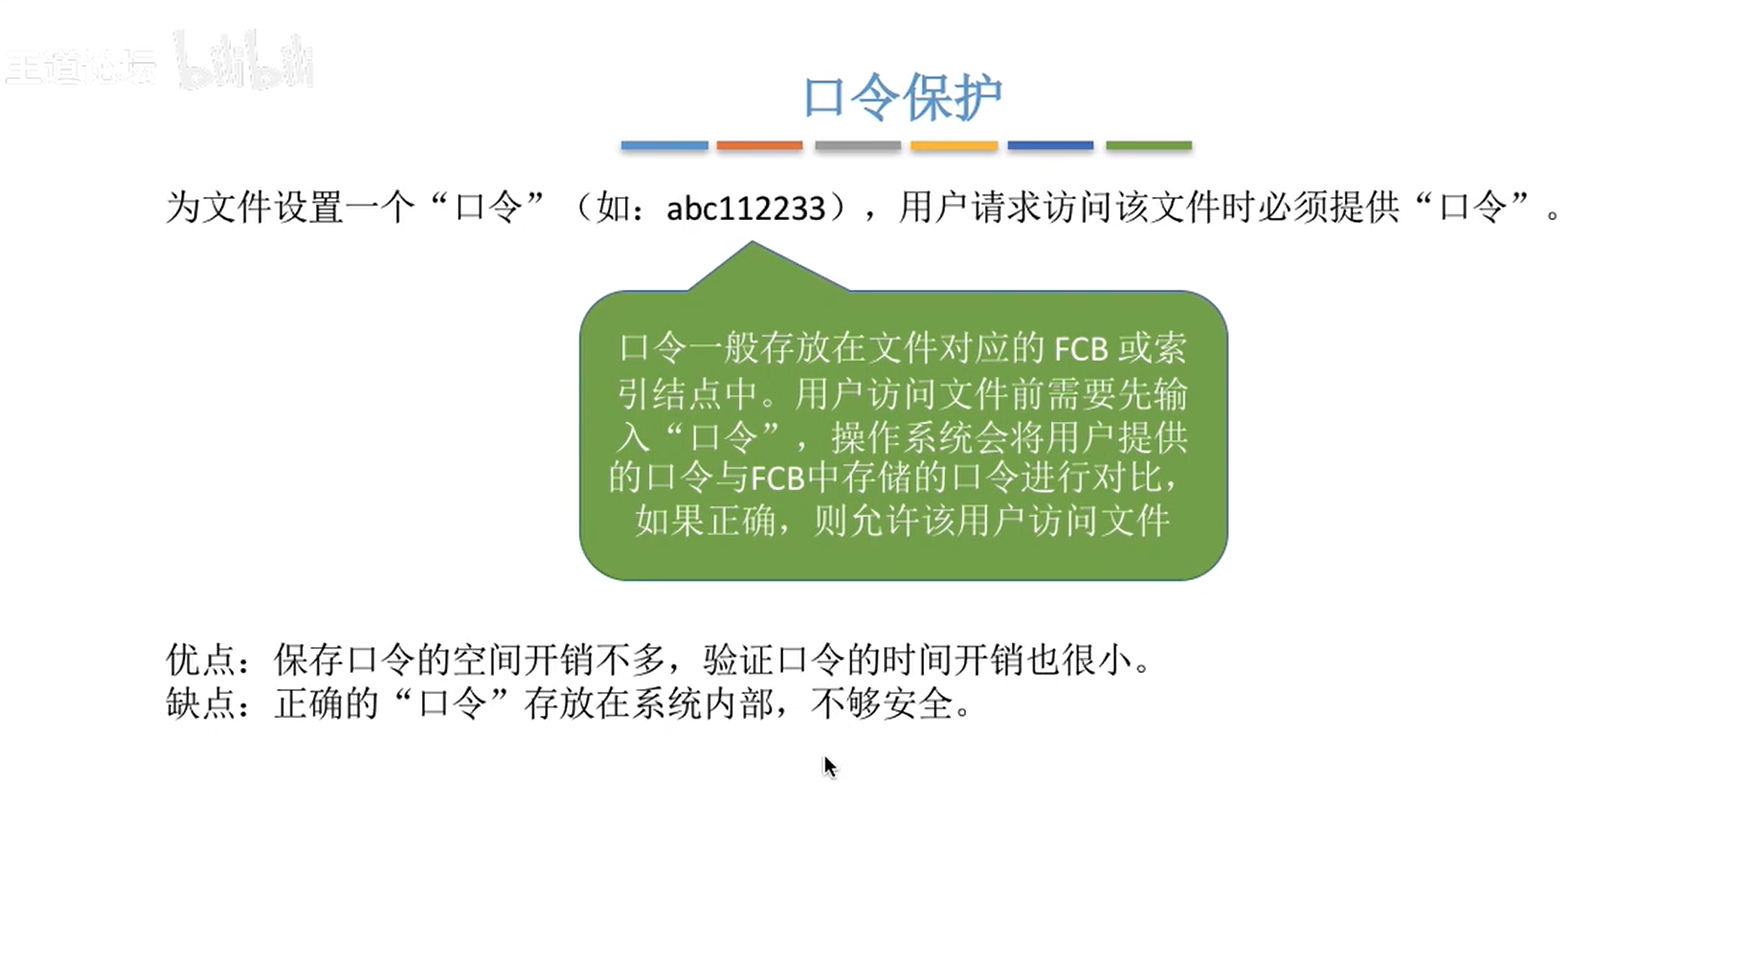 王道论坛 bilibili
口令保护
为文件设置一个“口令”（如：abc112233），用户请求访问该文件时必须提供“口令”。
口令一般存放在文件对应的 FCB 或索
引结点中。用户访问文件前需要先输
入“口令”，操作系统会将用户提供
的口令与FCB中存储的口令进行对比，
如果正确，则允许该用户访问文件
优点：保存口令的空间开销不多，验证口令的时间开销也很小。
缺点：正确的“口令”存放在系统内部，不够安全。